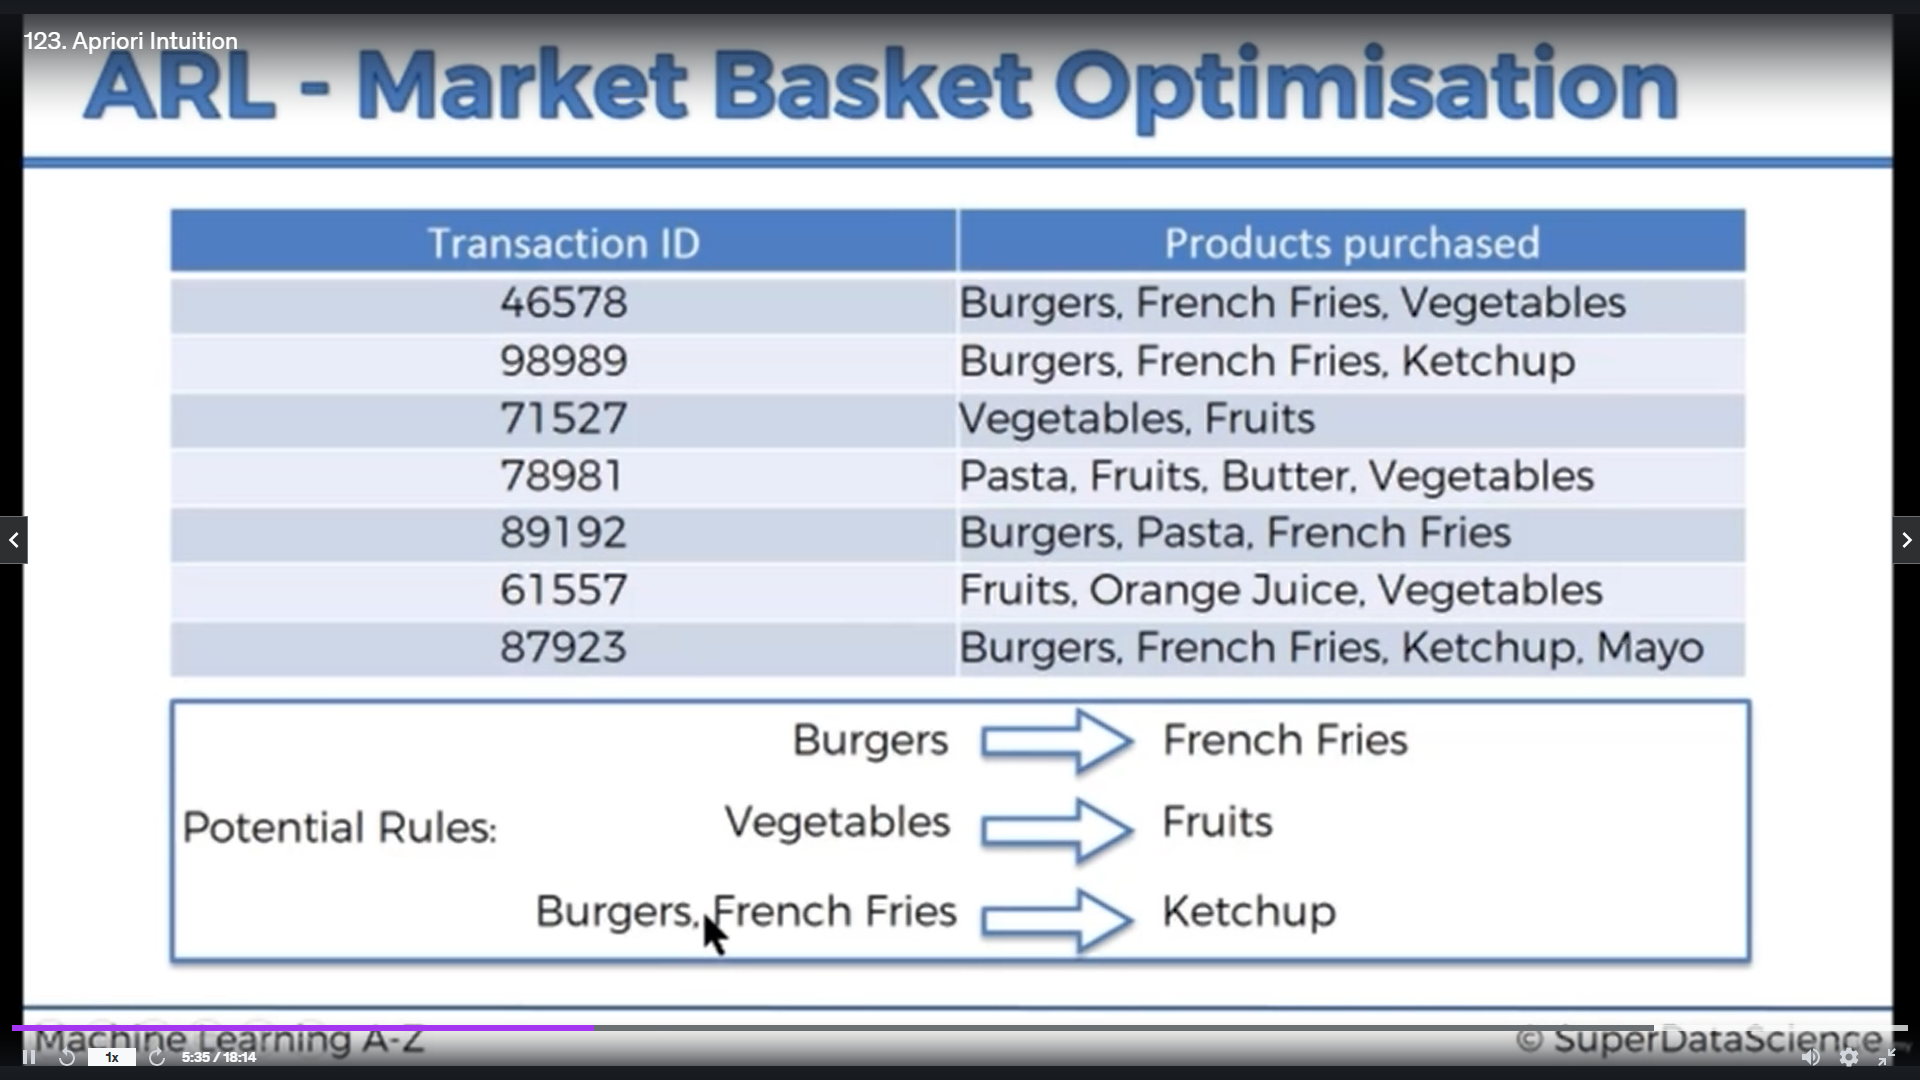 123. Apriori Intuition
ARL - Market Basket Optimisation
Transaction ID Products purchased
46578 Burgers, French Fries, Vegetables
98989 Burgers, French Fries, Ketchup
71527 Vegetables, Fruits
78981 Pasta, Fruits, Butter, Vegetables
89192 Burgers, Pasta, French Fries
61557 Fruits, Orange Juice, Vegetables
87923 Burgers, French Fries, Ketchup, Mayo
Burgers French Fries
Potential Rules: Vegetables Fruits
Burgers, French Fries Ketchup
Machine Learning A-Z © SuperDataScience
1x 5:35 / 18:14